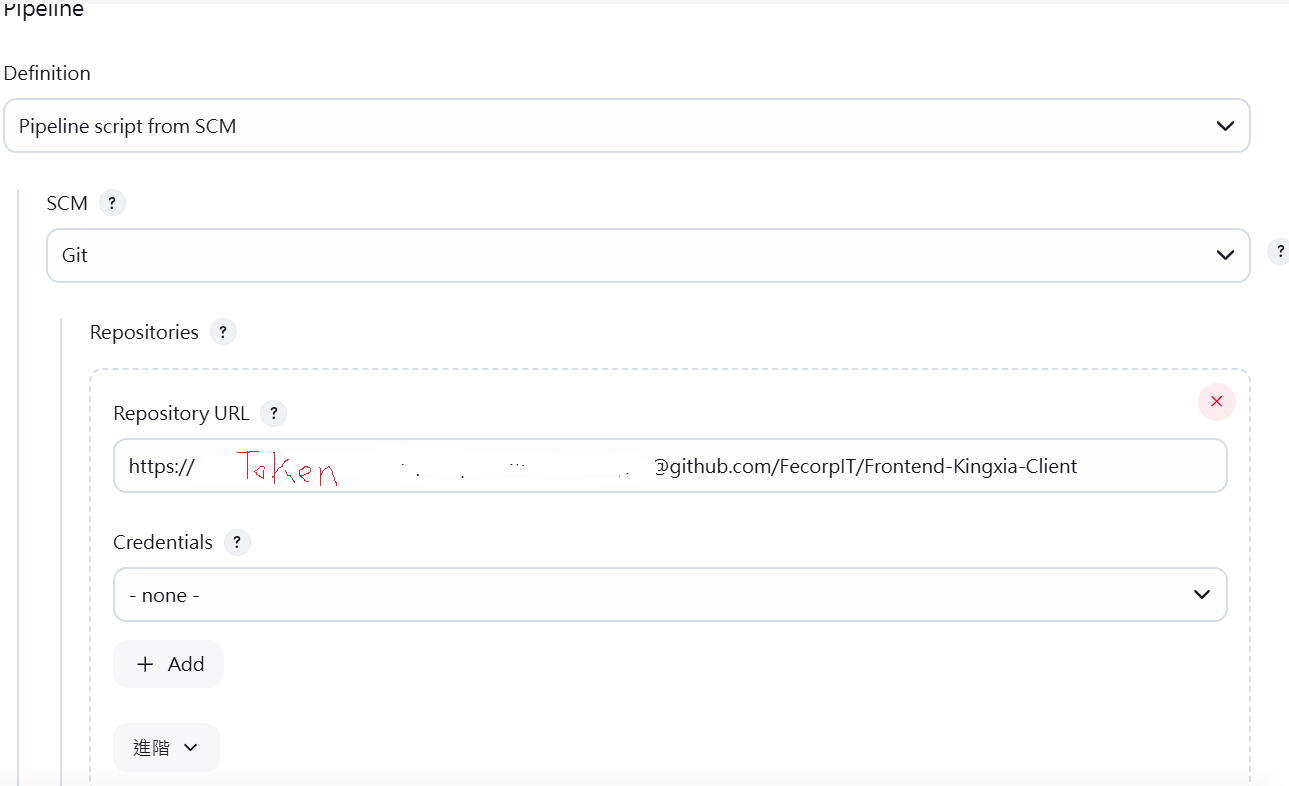 Pipeline
Definition
Pipeline script from SCM
SCM ?
Git
?
Repositories ?
Repository URL ?
https:// Token @github.com/FecorpIT/Frontend-Kingxia-Client
Credentials ?
- none -
+ Add
進階